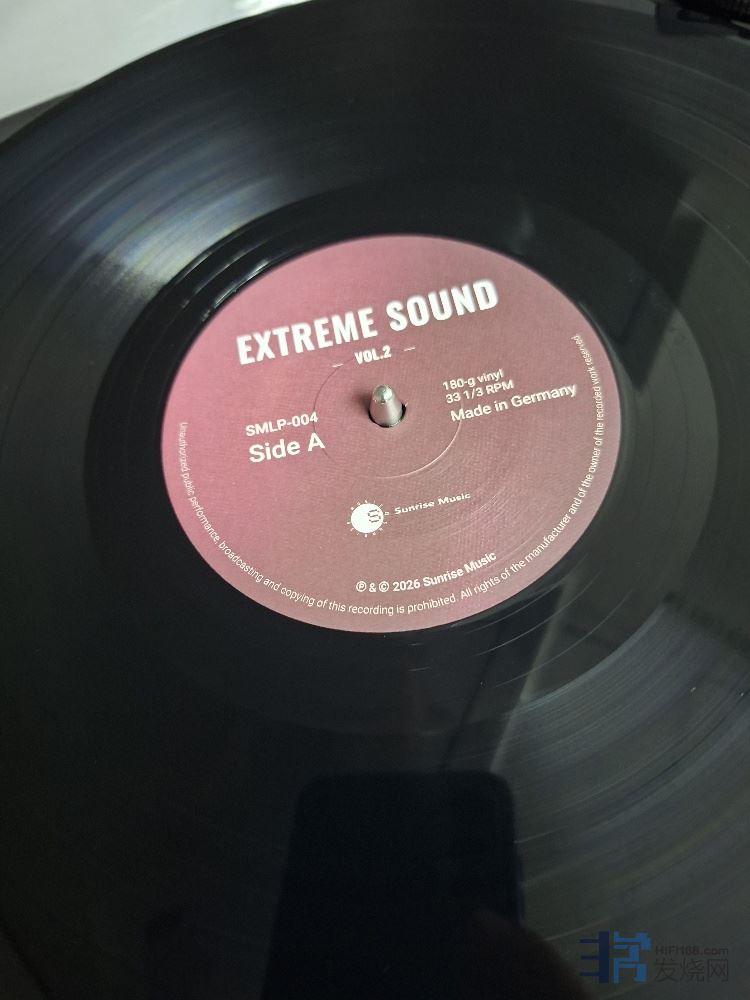 EXTREME SOUND
— VOL.2 —
180-g vinyl
33 1/3 RPM
Made in Germany
SMLP-004
Side A
S
Sunrise Music
℗ & © 2026 Sunrise Music
Unauthorized public performance, broadcasting and copying of this recording is prohibited. All rights of the manufacturer and of the owner of the recorded work reserved.
HIFI168.com
发烧网